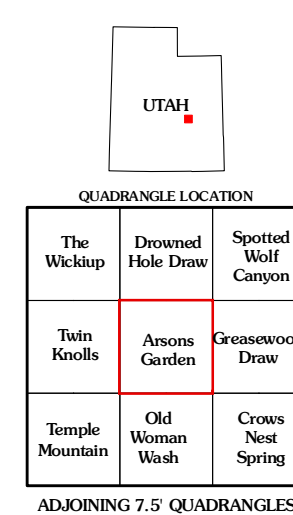 UTAH
QUADRANGLE LOCATION
The
Wickiup
Drowned
Hole Draw
Spotted
Wolf
Canyon
Twin
Knolls
Arsons
Garden
Greasewoo
Draw
Temple
Mountain
Old
Woman
Wash
Crows
Nest
Spring
ADJOINING 7.5' QUADRANGLES